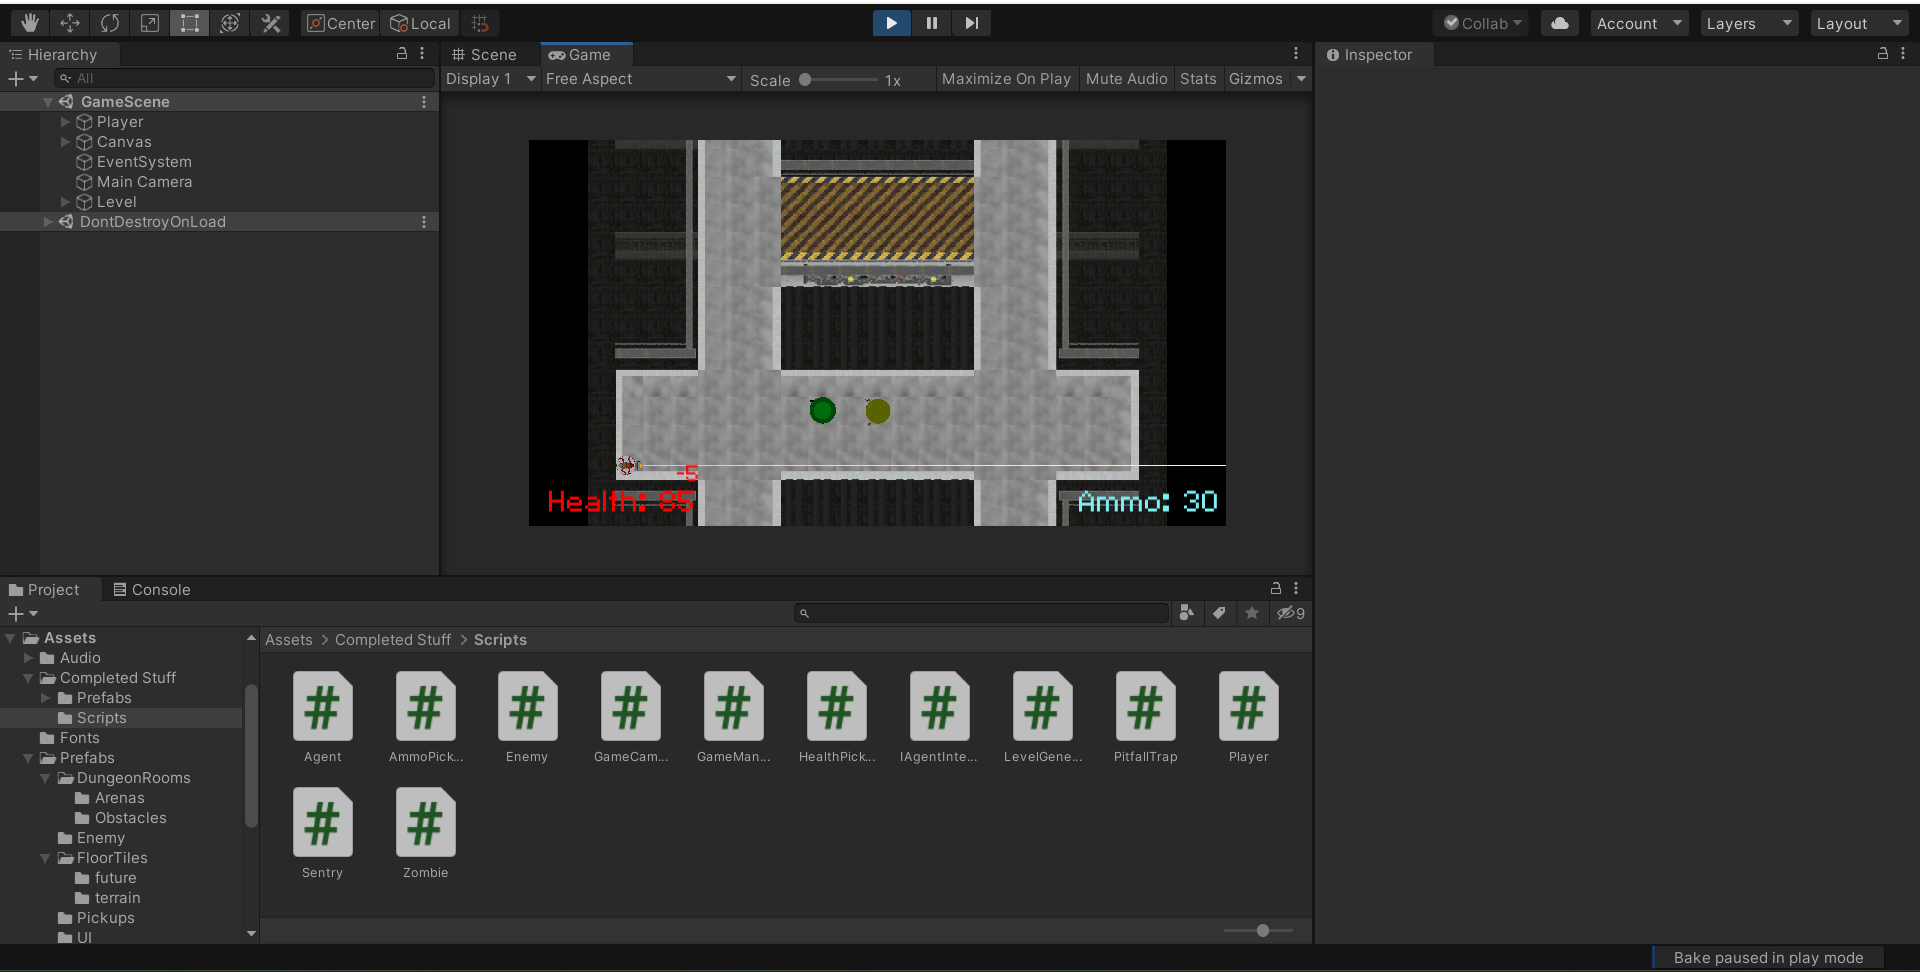 Center
Local
Collab
Account
Layers
Layout
Hierarchy
All
GameScene
Player
Canvas
EventSystem
Main Camera
Level
DontDestroyOnLoad
Scene
Game
Display 1
Free Aspect
Scale
1x
Maximize On Play
Mute Audio
Stats
Gizmos
-5
Health: 85
Ammo: 30
Inspector
Project
Console
9
Assets
Audio
Completed Stuff
Prefabs
Scripts
Fonts
Prefabs
DungeonRooms
Arenas
Obstacles
Enemy
FloorTiles
future
terrain
Pickups
UI
Assets > Completed Stuff > Scripts
Agent
AmmoPick...
Enemy
GameCam...
GameMan...
HealthPick...
IAgentInte...
LevelGene...
PitfallTrap
Player
Sentry
Zombie
Bake paused in play mode